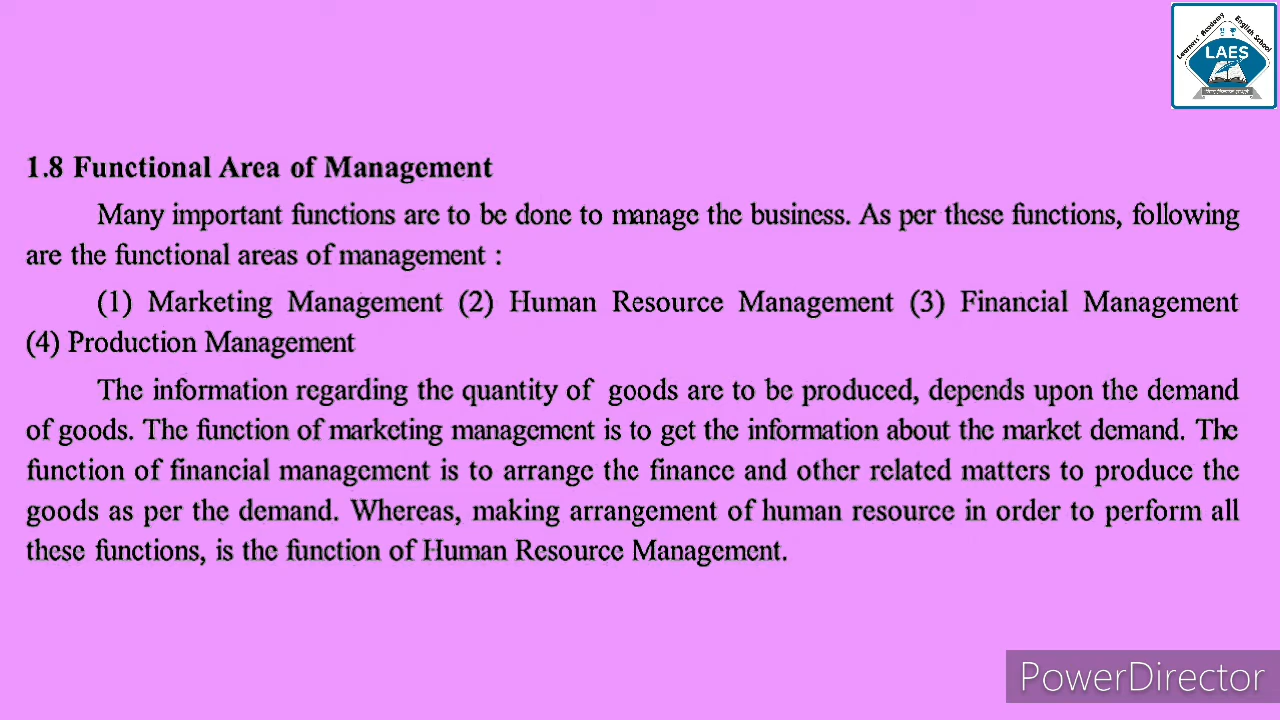 Learners' Academy English School
LAES
1.8 Functional Area of Management
Many important functions are to be done to manage the business. As per these functions, following
are the functional areas of management :
(1) Marketing Management (2) Human Resource Management (3) Financial Management
(4) Production Management
The information regarding the quantity of goods are to be produced, depends upon the demand
of goods. The function of marketing management is to get the information about the market demand. The
function of financial management is to arrange the finance and other related matters to produce the
goods as per the demand. Whereas, making arrangement of human resource in order to perform all
these functions, is the function of Human Resource Management.
PowerDirector